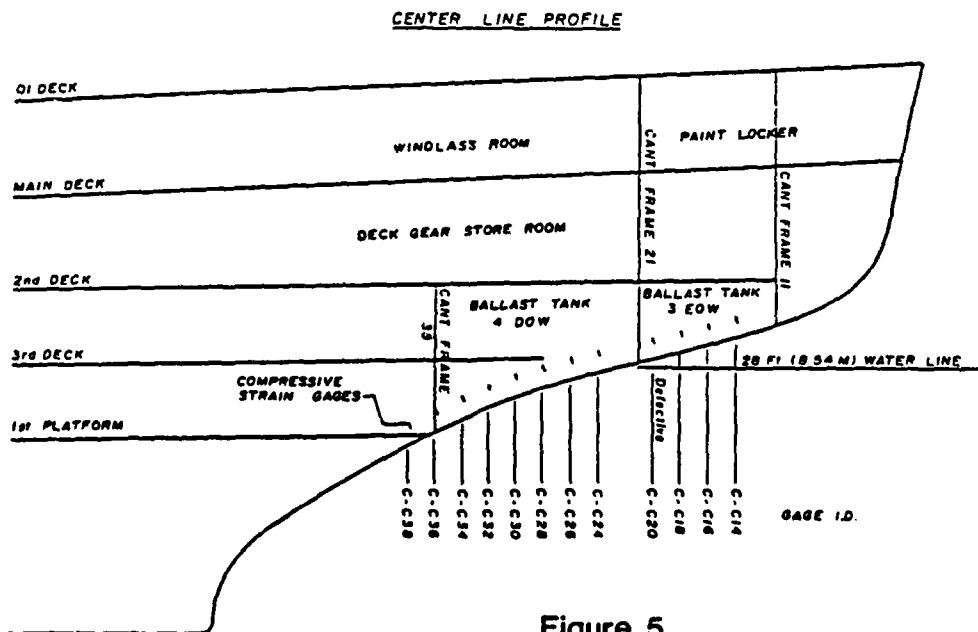 CENTER LINE PROFILE
01 DECK
WINDLASS ROOM
PAINT LOCKER
CANT FRAME 21
MAIN DECK
CANT FRAME 11
DECK GEAR STORE ROOM
2nd DECK
BALLAST TANK
4 DOW
BALLAST TANK
3 EOW
CANT FRAME
35
3rd DECK
28 Ft (8.54 M) WATER LINE
COMPRESSIVE
STRAIN GAGES
Defective
1st PLATFORM
C-C38
C-C36
C-C34
C-C32
C-C30
C-C28
C-C26
C-C24
C-C20
C-C18
C-C16
C-C14
GAGE I.D.
Figure 5